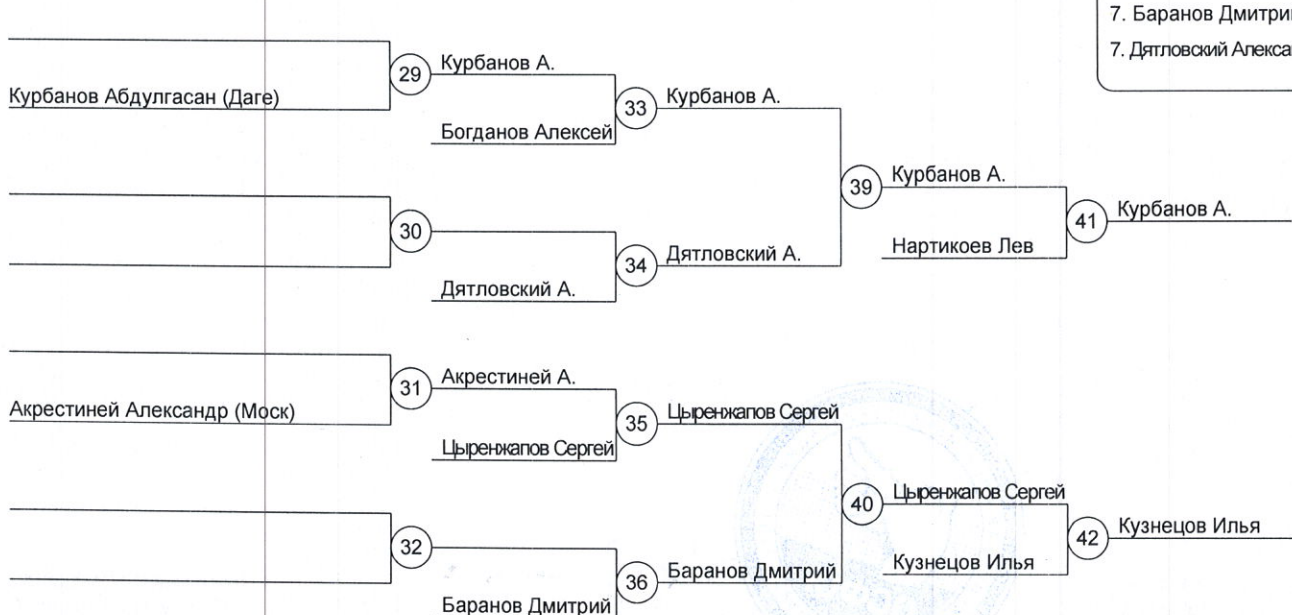 7. Баранов Дмитри
7. Дятловский Алекса
29 Курбанов А.
Курбанов Абдулгасан (Даге)
33 Курбанов А.
Богданов Алексей
39 Курбанов А.
41 Курбанов А.
30
Нартикоев Лев
34 Дятловский А.
Дятловский А.
31 Акрестиней А.
Акрестиней Александр (Моск)
35 Цыренжапов Сергей
Цыренжапов Сергей
40 Цыренжапов Сергей
42 Кузнецов Илья
32
Кузнецов Илья
36 Баранов Дмитрий
Баранов Дмитрий